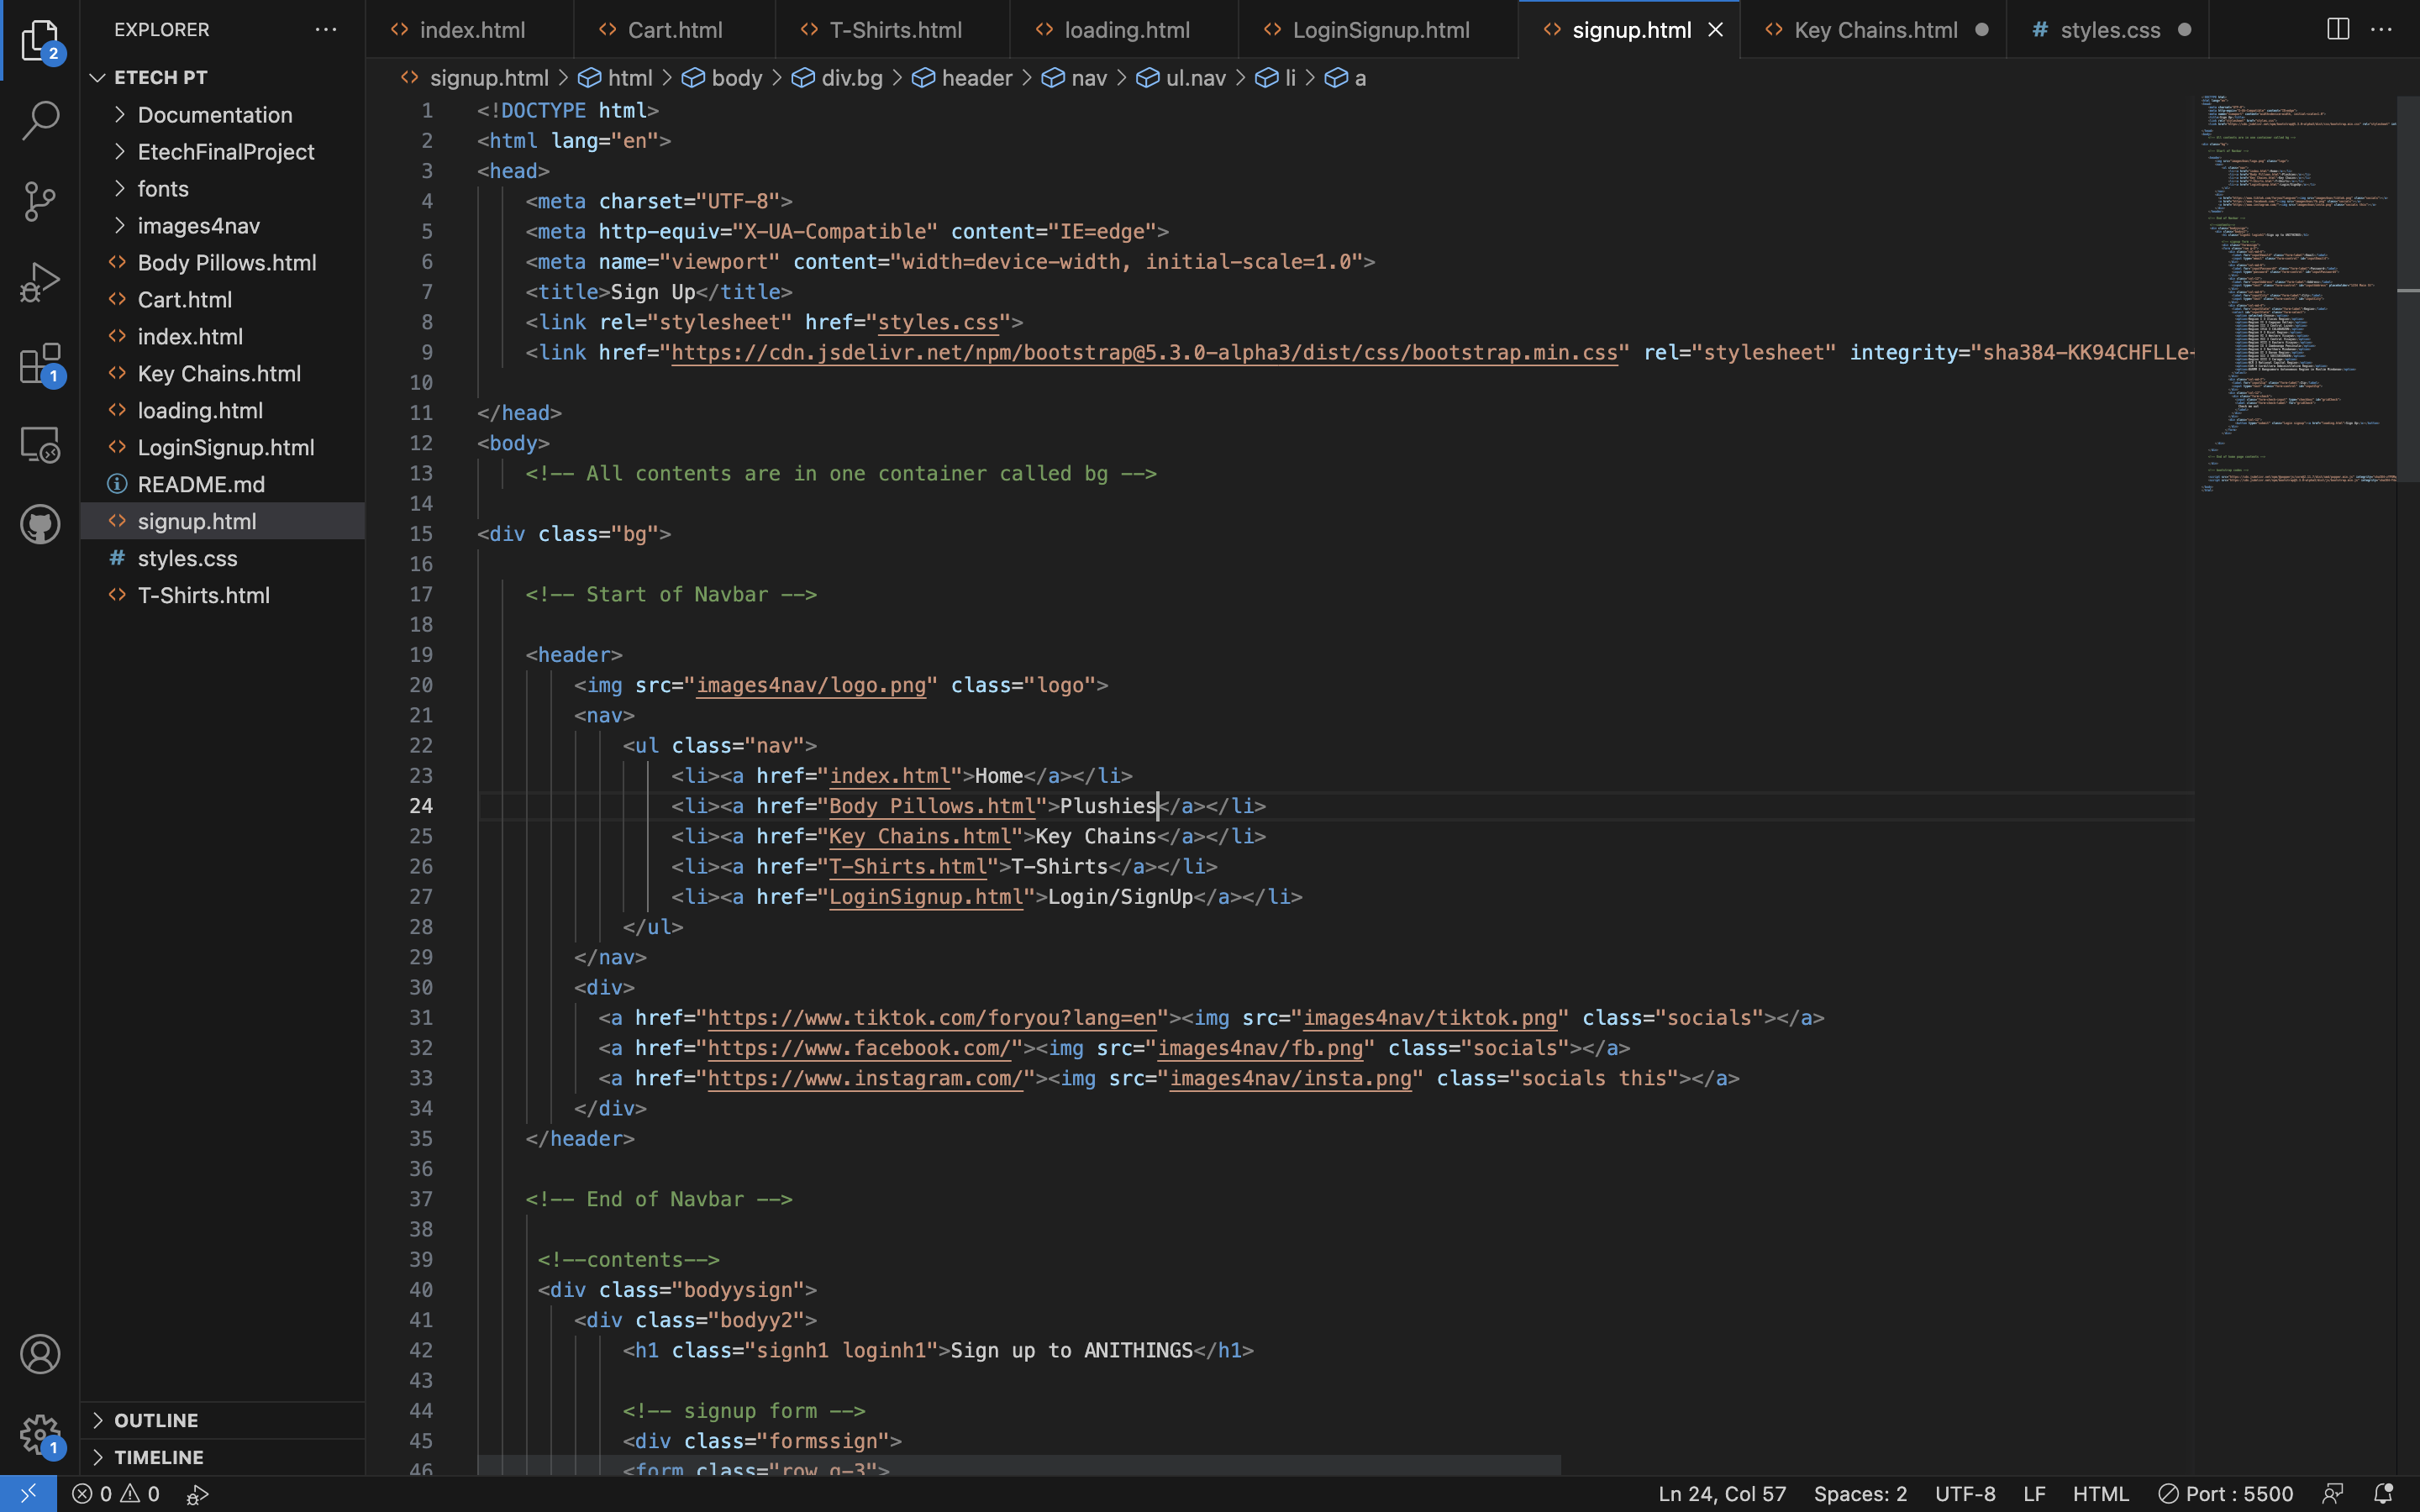 EXPLORER
ETECH PT
Documentation
EtechFinalProject
fonts
images4nav
Body Pillows.html
Cart.html
index.html
Key Chains.html
loading.html
LoginSignup.html
README.md
signup.html
styles.css
T-Shirts.html
OUTLINE
TIMELINE
2
1
1
index.html
Cart.html
T-Shirts.html
loading.html
LoginSignup.html
signup.html
Key Chains.html
styles.css
signup.html > html > body > div.bg > header > nav > ul.nav > li > a
1 <!DOCTYPE html>
2 <html lang="en">
3 <head>
4 <meta charset="UTF-8">
5 <meta http-equiv="X-UA-Compatible" content="IE=edge">
6 <meta name="viewport" content="width=device-width, initial-scale=1.0">
7 <title>Sign Up</title>
8 <link rel="stylesheet" href="styles.css">
9 <link href="https://cdn.jsdelivr.net/npm/bootstrap@5.3.0-alpha3/dist/css/bootstrap.min.css" rel="stylesheet" integrity="sha384-KK94CHFLLe-
10
11 </head>
12 <body>
13 <!-- All contents are in one container called bg -->
14
15 <div class="bg">
16
17 <!-- Start of Navbar -->
18
19 <header>
20 <img src="images4nav/logo.png" class="logo">
21 <nav>
22 <ul class="nav">
23 <li><a href="index.html">Home</a></li>
24 <li><a href="Body Pillows.html">Plushies</a></li>
25 <li><a href="Key Chains.html">Key Chains</a></li>
26 <li><a href="T-Shirts.html">T-Shirts</a></li>
27 <li><a href="LoginSignup.html">Login/SignUp</a></li>
28 </ul>
29 </nav>
30 <div>
31 <a href="https://www.tiktok.com/foryou?lang=en"><img src="images4nav/tiktok.png" class="socials"></a>
32 <a href="https://www.facebook.com/"><img src="images4nav/fb.png" class="socials"></a>
33 <a href="https://www.instagram.com/"><img src="images4nav/insta.png" class="socials this"></a>
34 </div>
35 </header>
36
37 <!-- End of Navbar -->
38
39 <!--contents-->
40 <div class="bodyysign">
41 <div class="bodyy2">
42 <h1 class="signh1 loginh1">Sign up to ANITHINGS</h1>
43
44 <!-- signup form -->
45 <div class="formssign">
46 <form class="row g-3">
0 0
Ln 24, Col 57
Spaces: 2
UTF-8
LF
HTML
Port : 5500